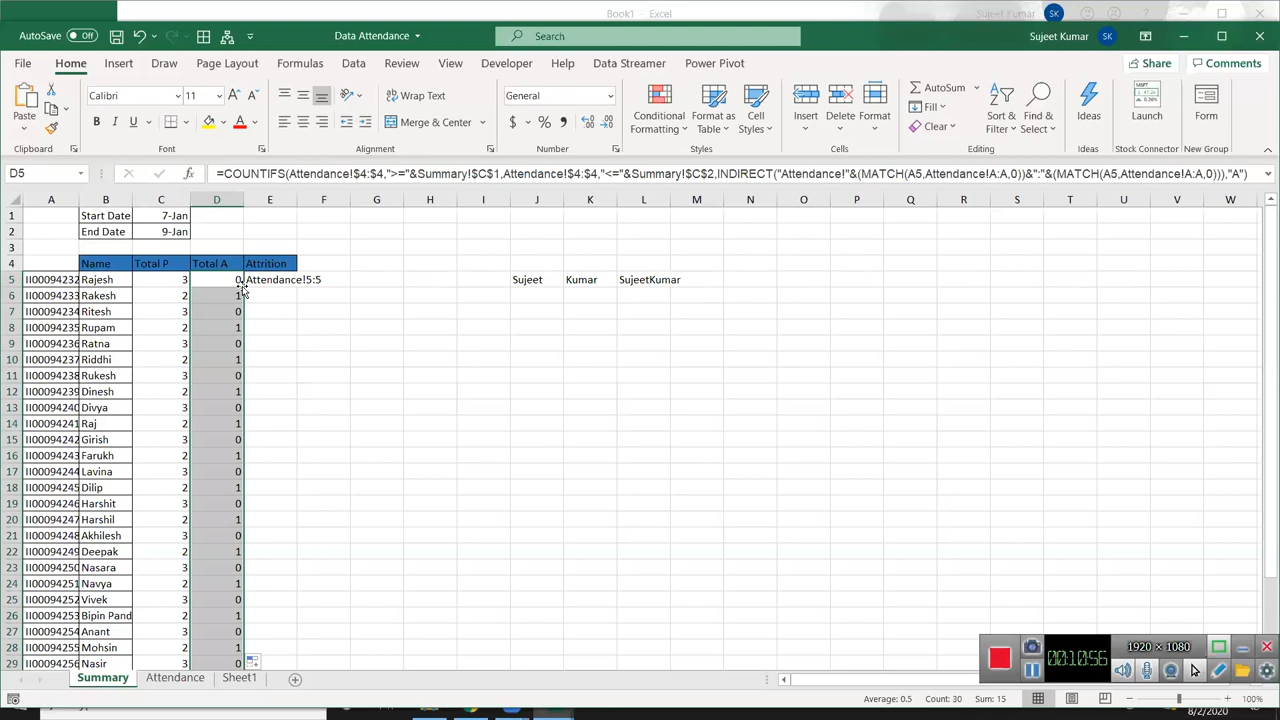 Book1 - Excel
Sujeet Kumar SK
AutoSave Off
Data Attendance
Search
Sujeet Kumar SK
File Home Insert Draw Page Layout Formulas Data Review View Developer Help Data Streamer Power Pivot
Share Comments
Paste
Calibri 11 A A
B I U A
Wrap Text
Merge & Center
General
$ % ,
Conditional Formatting
Format as Table
Cell Styles
Insert Delete Format
AutoSum
Fill
Clear
Sort & Filter
Find & Select
Ideas
Launch
Form
Clipboard Font Alignment Number Styles Cells Editing Ideas Stock Connector New Group
D5 fx =COUNTIFS(Attendance!$4:$4,">="&Summary!$C$1,Attendance!$4:$4,"<="&Summary!$C$2,INDIRECT("Attendance!"&(MATCH(A5,Attendance!A:A,0))&":"&(MATCH(A5,Attendance!A:A,0))),"A")
A B C D E F G H I J K L M N O P Q R S T U V W
1 Start Date 7-Jan
2 End Date 9-Jan
3
4 Name Total P Total A Attrition
5 II00094232 Rajesh 3 0 Attendance!5:5 Sujeet Kumar SujeetKumar
6 II00094233 Rakesh 2 1
7 II00094234 Ritesh 3 0
8 II00094235 Rupam 2 1
9 II00094236 Ratna 3 0
10 II00094237 Riddhi 2 1
11 II00094238 Rukesh 3 0
12 II00094239 Dinesh 2 1
13 II00094240 Divya 3 0
14 II00094241 Raj 2 1
15 II00094242 Girish 3 0
16 II00094243 Farukh 2 1
17 II00094244 Lavina 3 0
18 II00094245 Dilip 2 1
19 II00094246 Harshit 3 0
20 II00094247 Harshil 2 1
21 II00094248 Akhilesh 3 0
22 II00094249 Deepak 2 1
23 II00094250 Nasara 3 0
24 II00094251 Navya 2 1
25 II00094252 Vivek 3 0
26 II00094253 Bipin Pand 2 1
27 II00094254 Anant 3 0
28 II00094255 Mohsin 2 1
29 II00094256 Nasir 3 0
00:10:56
1920 × 1080
Summary Attendance Sheet1
Average: 0.5 Count: 30 Sum: 15
100%
8/2/2020